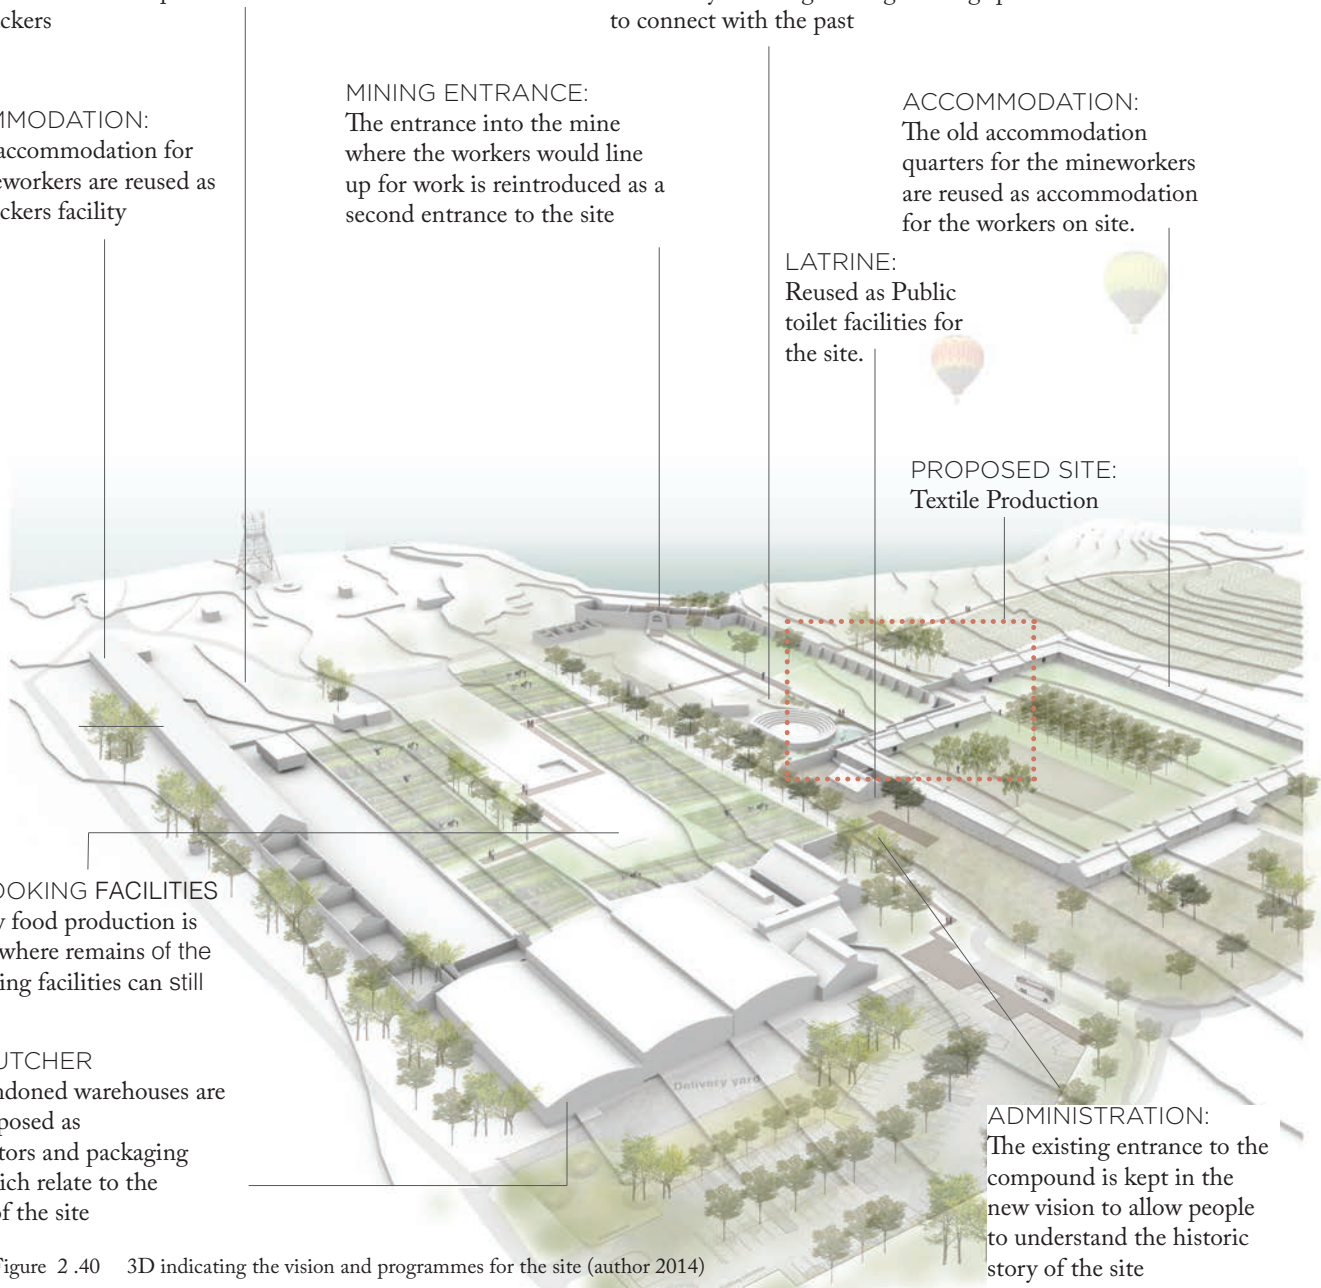 ckers
to connect with the past
MMODATION:
accommodation for
eworkers are reused as
ckers facility
MINING ENTRANCE:
The entrance into the mine
where the workers would line
up for work is reintroduced as a
second entrance to the site
ACCOMMODATION:
The old accommodation
quarters for the mineworkers
are reused as accommodation
for the workers on site.
LATRINE:
Reused as Public
toilet facilities for
the site.
PROPOSED SITE:
Textile Production
OOKING FACILITIES
y food production is
where remains of the
ing facilities can still
UTCHER
ndoned warehouses are
posed as
tors and packaging
ich relate to the
of the site
Delivery yard
ADMINISTRATION:
The existing entrance to the
compound is kept in the
new vision to allow people
to understand the historic
story of the site
Figure 2 .40 3D indicating the vision and programmes for the site (author 2014)